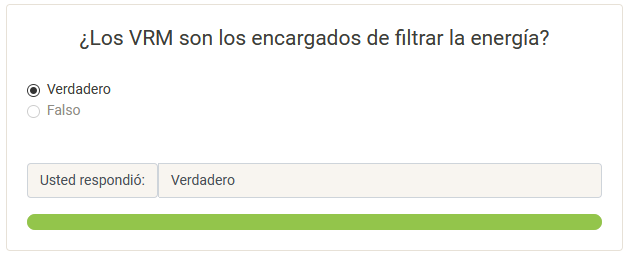 ¿Los VRM son los encargados de filtrar la energía?
Verdadero
Falso
Usted respondió: Verdadero